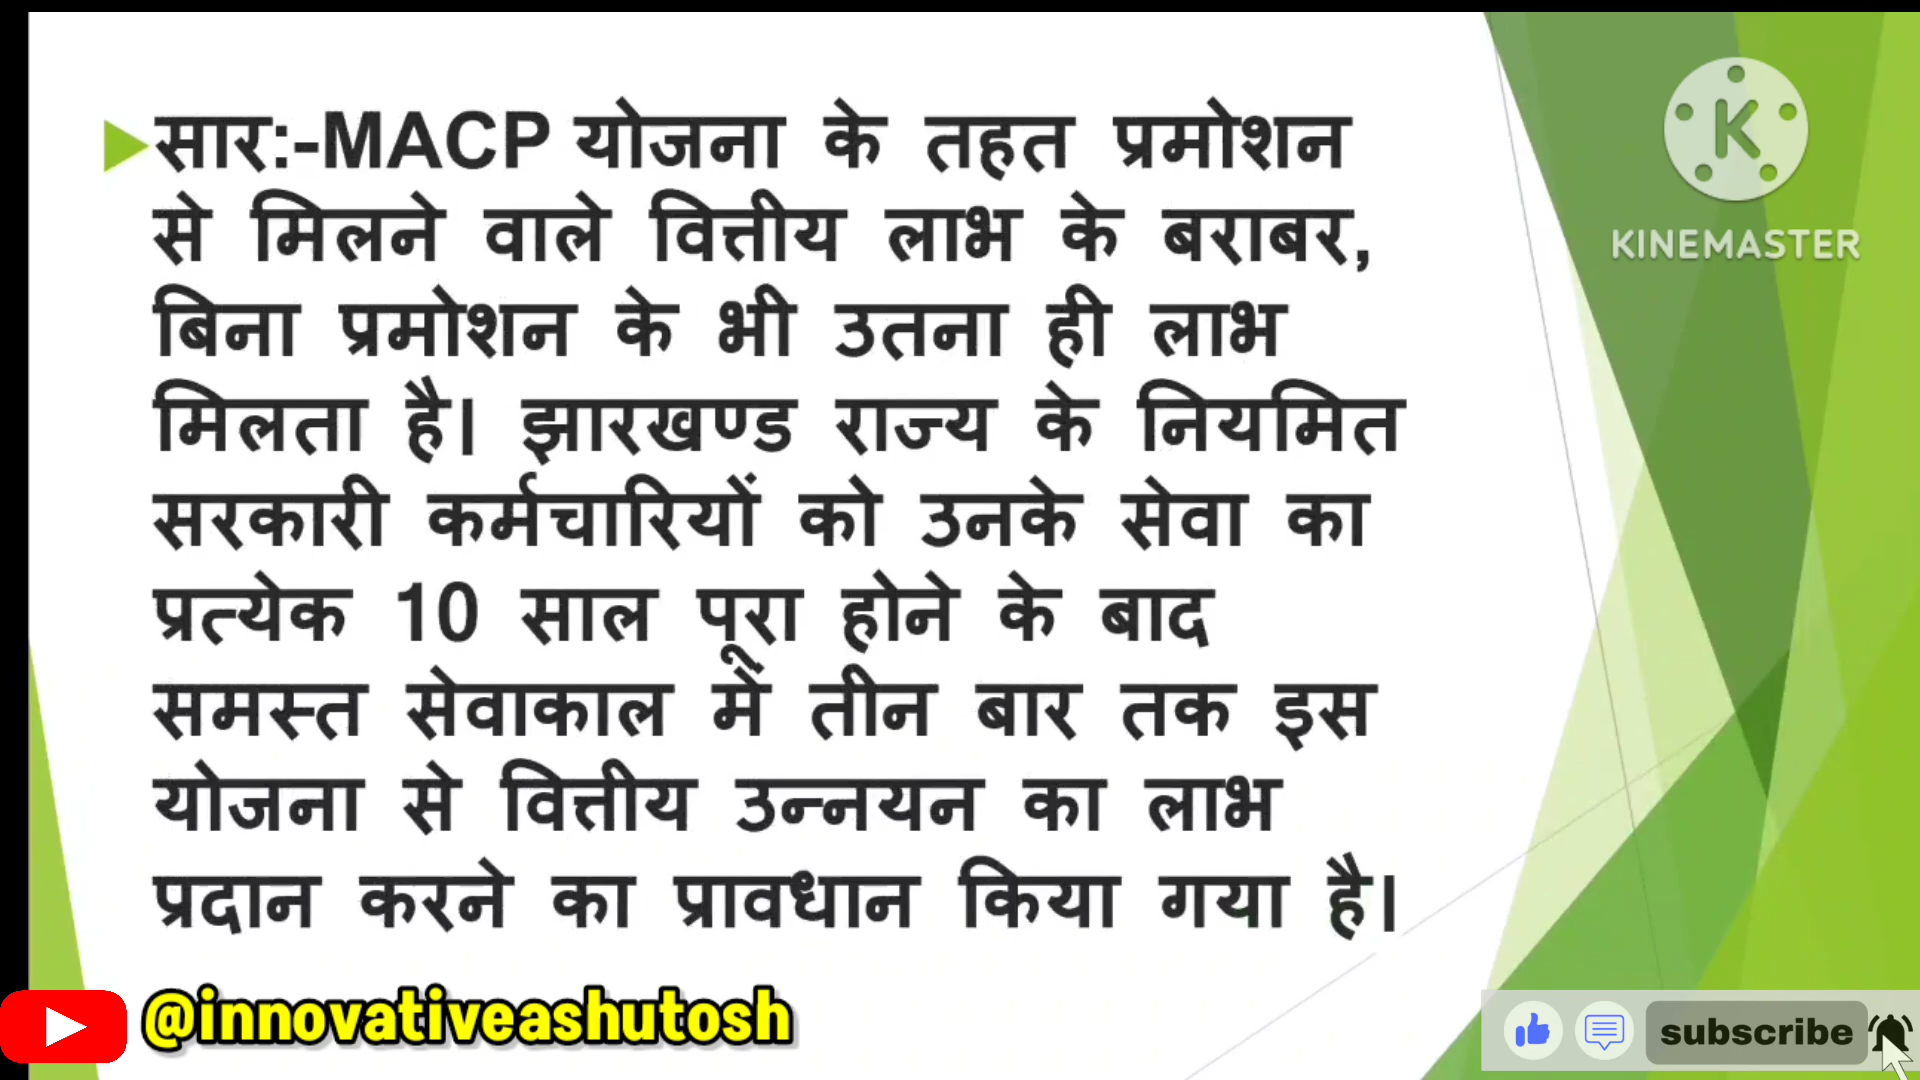 सार:-MACP योजना के तहत प्रमोशन
से मिलने वाले वित्तीय लाभ के बराबर,
बिना प्रमोशन के भी उतना ही लाभ
मिलता है। झारखण्ड राज्य के नियमित
सरकारी कर्मचारियों को उनके सेवा का
प्रत्येक 10 साल पूरा होने के बाद
समस्त सेवाकाल में तीन बार तक इस
योजना से वित्तीय उन्नयन का लाभ
प्रदान करने का प्रावधान किया गया है।
K
KINEMASTER
@innovativeashutosh
subscribe